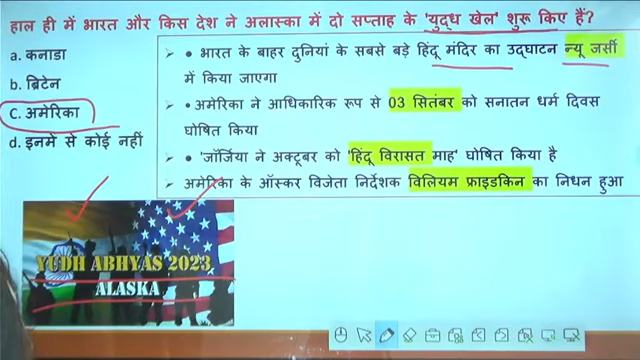 हाल ही में भारत और किस देश ने अलास्का में दो सप्ताह के 'युद्ध खेल' शुरू किए हैं?
a. कनाडा
b. ब्रिटेन
C. अमेरिका
d. इनमें से कोई नहीं
• भारत के बाहर दुनियां के सबसे बड़े हिंदू मंदिर का उद्घाटन न्यू जर्सी
में किया जाएगा
• अमेरिका ने आधिकारिक रूप से 03 सितंबर को सनातन धर्म दिवस
घोषित किया
• 'जॉर्जिया ने अक्टूबर को 'हिंदू विरासत माह' घोषित किया है
अमेरिका के ऑस्कर विजेता निर्देशक विलियम फ्राइडकिन का निधन हुआ
YUDH ABHYAS 2023
ALASKA